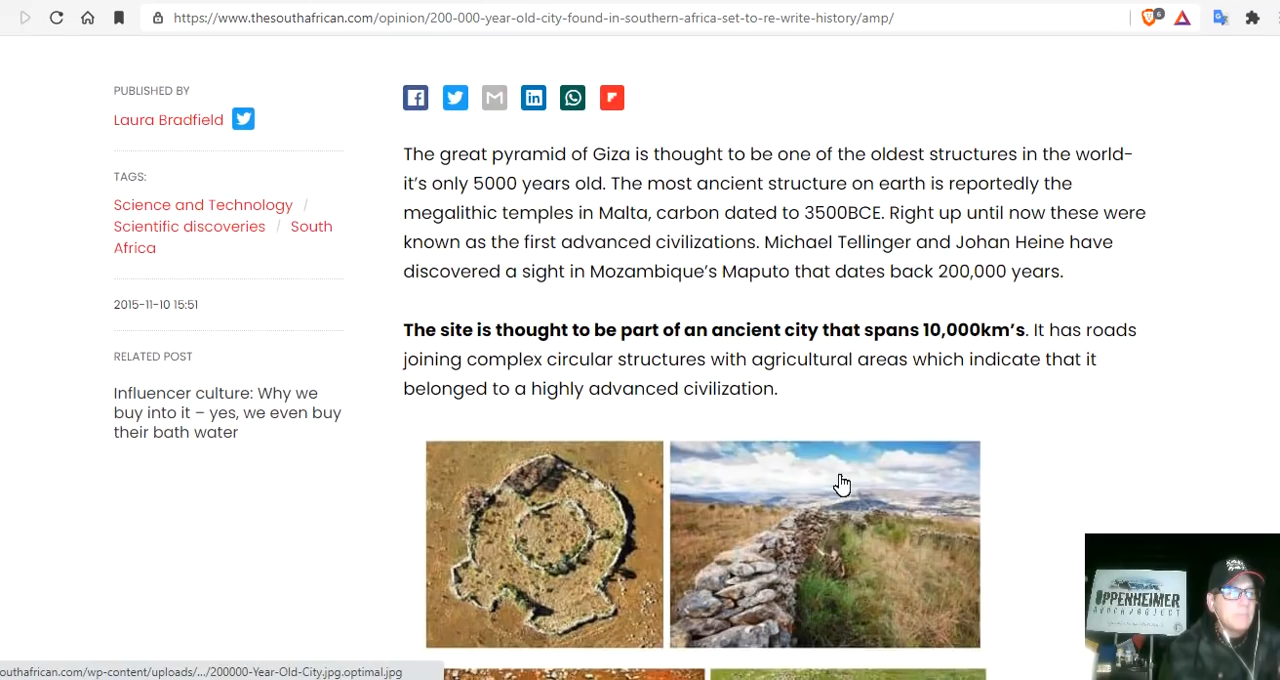 https://www.thesouthafrican.com/opinion/200-000-year-old-city-found-in-southern-africa-set-to-re-write-history/amp/
6
PUBLISHED BY
Laura Bradfield
TAGS:
Science and Technology /
Scientific discoveries / South
Africa
2015-11-10 15:51
RELATED POST
Influencer culture: Why we
buy into it – yes, we even buy
their bath water
The great pyramid of Giza is thought to be one of the oldest structures in the world-
it's only 5000 years old. The most ancient structure on earth is reportedly the
megalithic temples in Malta, carbon dated to 3500BCE. Right up until now these were
known as the first advanced civilizations. Michael Tellinger and Johan Heine have
discovered a sight in Mozambique's Maputo that dates back 200,000 years.
The site is thought to be part of an ancient city that spans 10,000km's. It has roads
joining complex circular structures with agricultural areas which indicate that it
belonged to a highly advanced civilization.
outhafrican.com/wp-content/uploads/.../200000-Year-Old-City.jpg.optimal.jpg
OPPENHEIMER